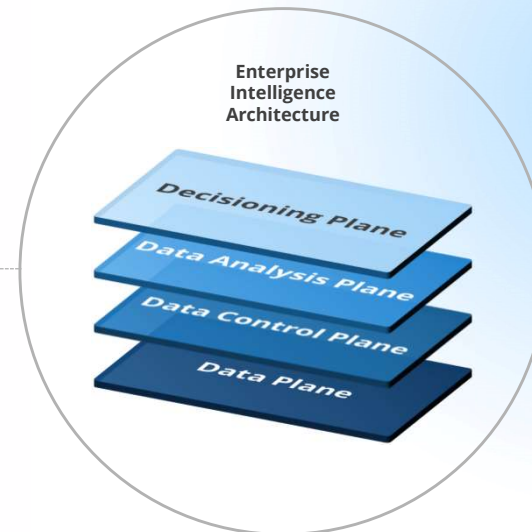 Enterprise
Intelligence
Architecture
Decisioning Plane
Data Analysis Plane
Data Control Plane
Data Plane